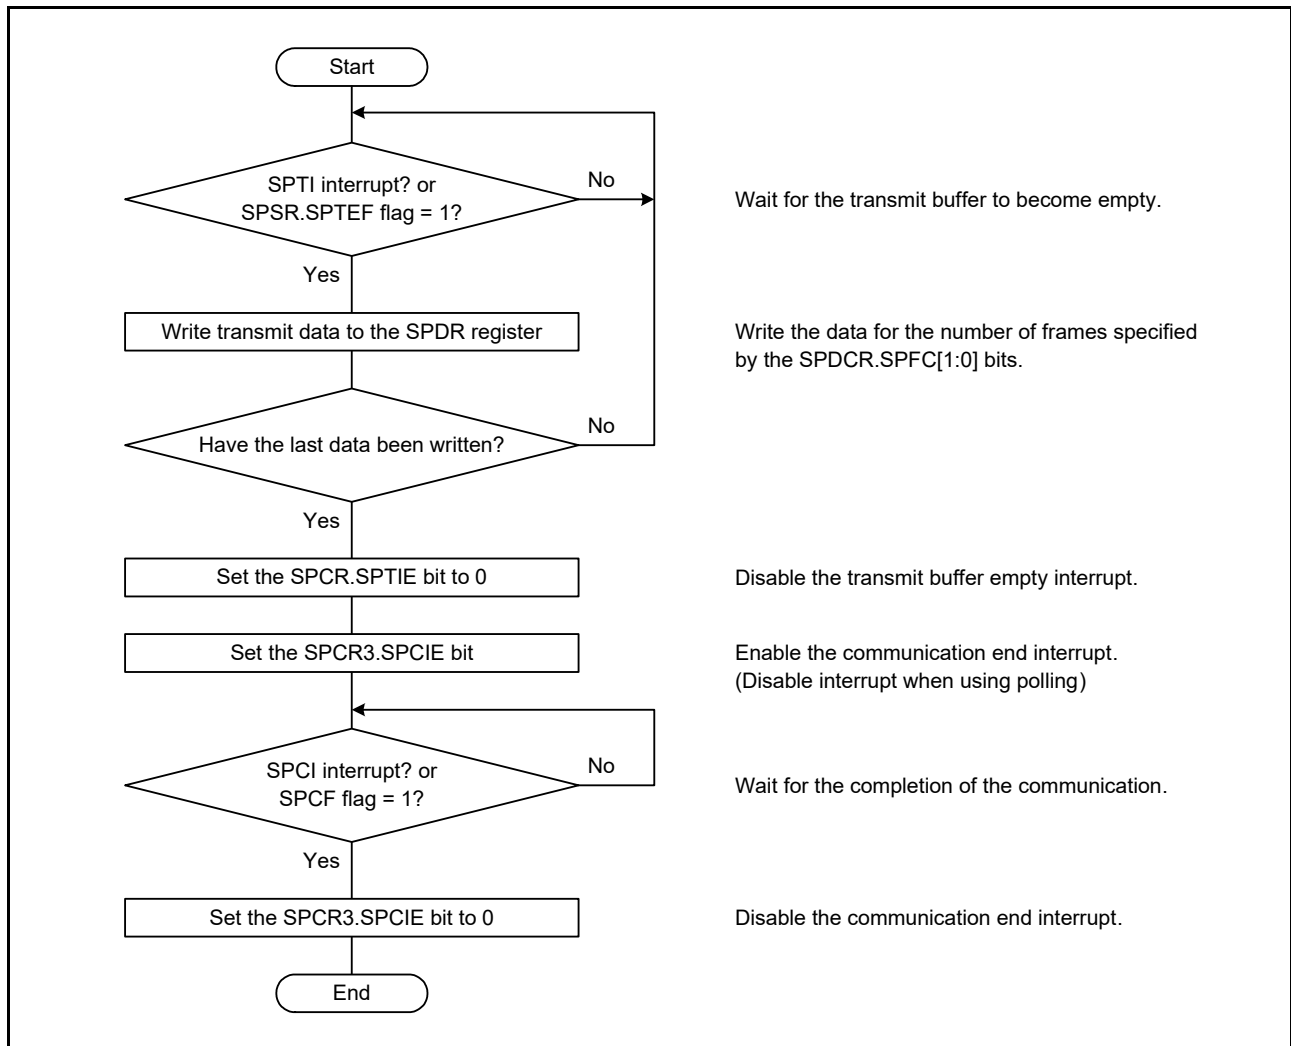 Start
SPTI interrupt? or
SPSR.SPTEF flag = 1?
No
Wait for the transmit buffer to become empty.
Yes
Write transmit data to the SPDR register
Write the data for the number of frames specified
by the SPDCR.SPFC[1:0] bits.
Have the last data been written?
No
Yes
Set the SPCR.SPTIE bit to 0
Disable the transmit buffer empty interrupt.
Set the SPCR3.SPCIE bit
Enable the communication end interrupt.
(Disable interrupt when using polling)
SPCI interrupt? or
SPCF flag = 1?
No
Wait for the completion of the communication.
Yes
Set the SPCR3.SPCIE bit to 0
Disable the communication end interrupt.
End